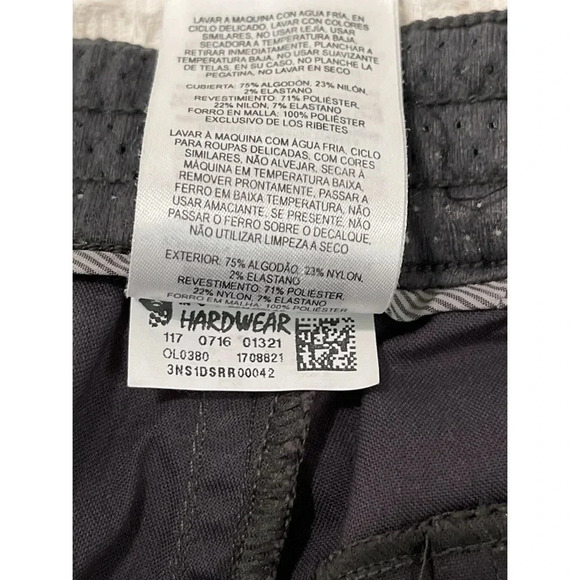 LAVAR A MAQUINA CON AGUA FRIA, EN
CICLO DELICADO, LAVAR CON COLORES
SIMILARES, NO USAR LEJÍA, USAR
SECADORA A TEMPERATURA BAJA,
RETIRAR INMEDIATAMENTE, PLANCHAR A
TEMPERATURA BAJA, NO USAR SUAVIZANTE
DE TELAS, EN SU CASO, NO PLANCHE LA
PEGATINA, NO LAVAR EN SECO
CUBIERTA: 75% ALGODÓN, 23% NILÓN,
2% ELASTANO
REVESTIMIENTO: 71% POLIÉSTER,
22% NILÓN, 7% ELASTANO
FORRO EN MALLA: 100% POLIÉSTER
EXCLUSIVO DE LOS RIBETES
LAVAR À MAQUINA COM ÁGUA FRIA, CICLO
PARA ROUPAS DELICADAS, COM CORES
SIMILARES, NÃO ALVEJAR, SECAR À
MÁQUINA EM TEMPERATURA BAIXA,
REMOVER PRONTAMENTE, PASSAR A
FERRO EM BAIXA TEMPERATURA, NÃO
USAR AMACIANTE, SE PRESENTE, NÃO
PASSAR O FERRO SOBRE O DECALQUE,
NÃO UTILIZAR LIMPEZA A SECO
EXTERIOR: 75% ALGODÃO, 23% NYLON,
2% ELASTANO
REVESTIMENTO: 71% POLIÉSTER,
22% NYLON, 7% ELASTANO
FORRO EM MALHA: 100% POLIÉSTER
HARDWEAR
117 0716 01321
OL0380 1708821
3NS1DSRR00042